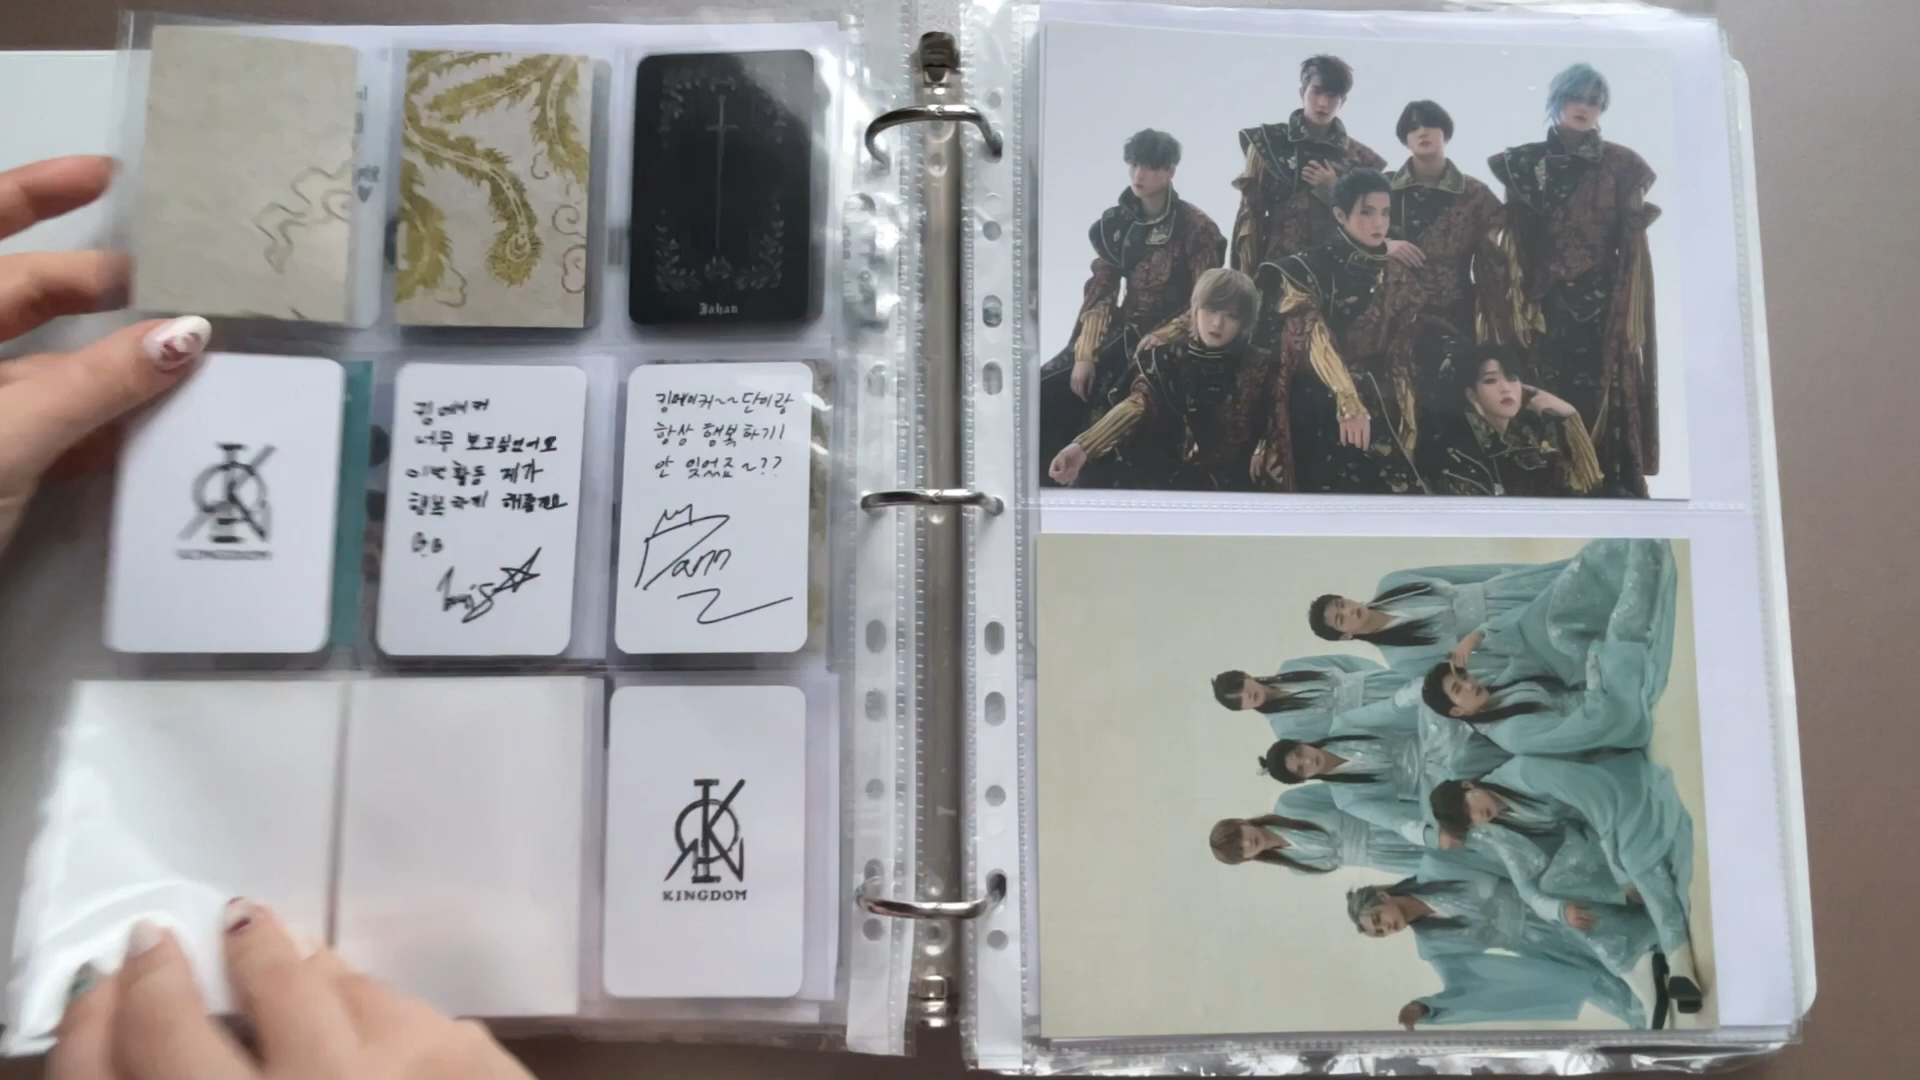 Jahan
KINGDOM
킹메이커
너무 보고싶었어요
이번 활동 제가
행복하게 해줄게요
킹메이커~~단이랑
항상 행복하기!
안 잊었죠~??
Dann
KINGDOM